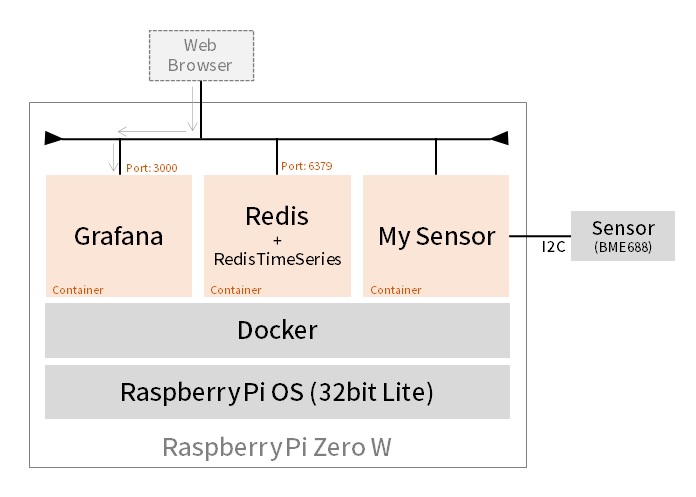 Web
Browser
Port: 3000
Port: 6379
Grafana
Redis
+
RedisTimeSeries
My Sensor
Container
Container
Container
I2C
Sensor
(BME688)
Docker
RaspberryPi OS (32bit Lite)
RaspberryPi Zero W